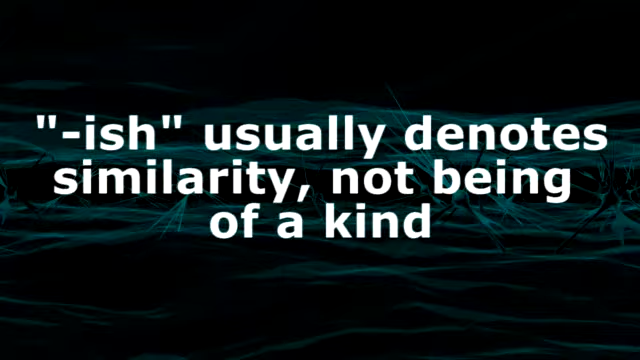 "-ish" usually denotes
similarity, not being
of a kind